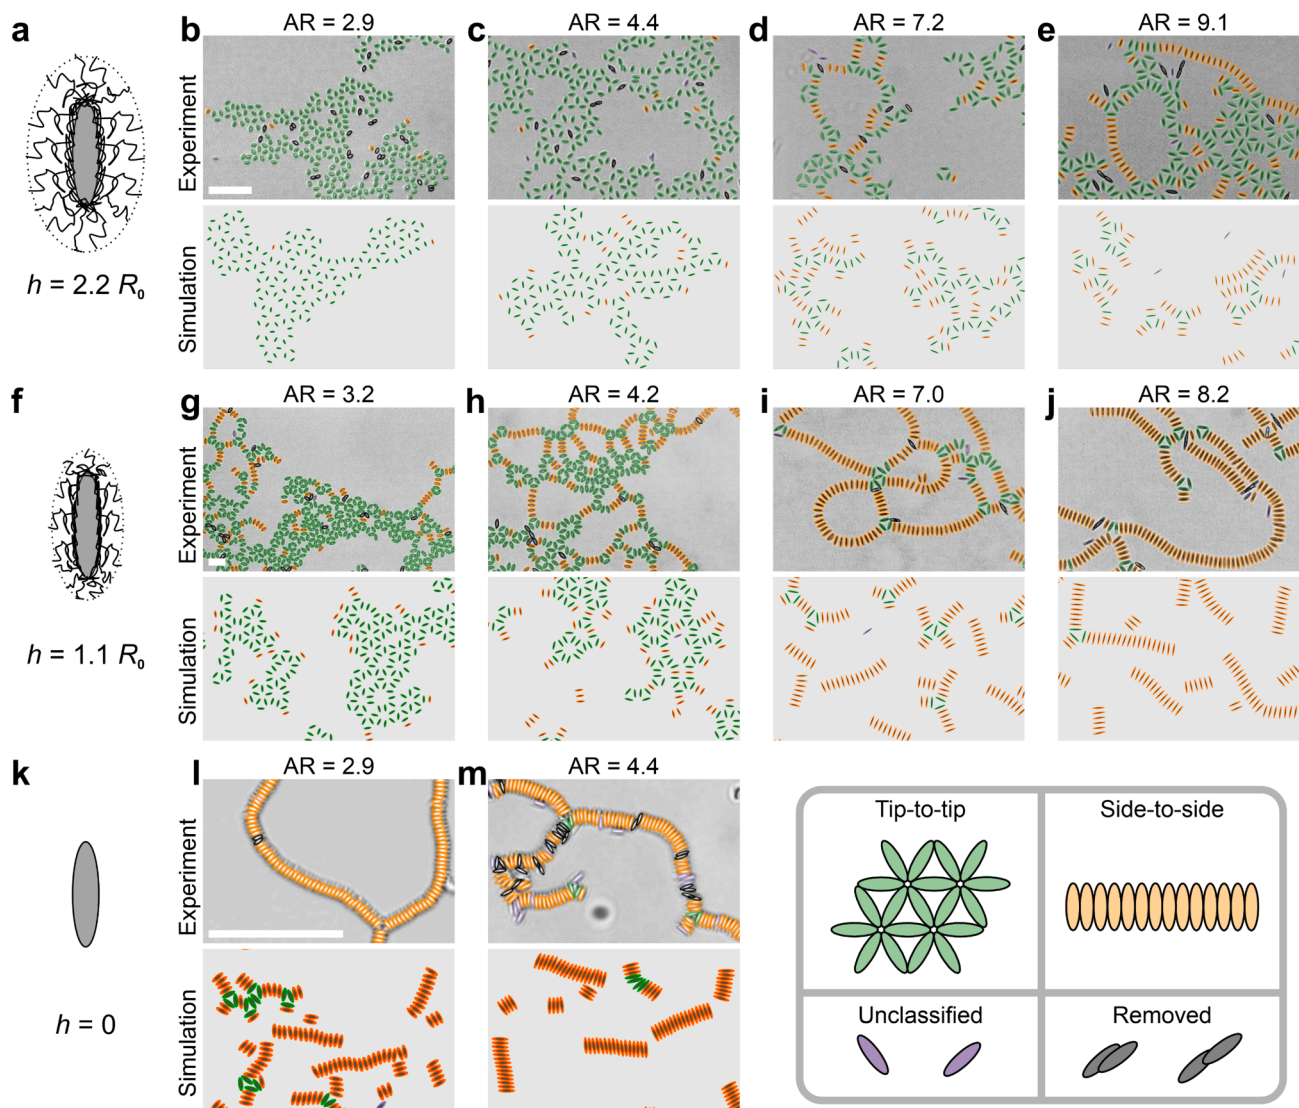 a
b
AR = 2.9
c
AR = 4.4
d
AR = 7.2
e
AR = 9.1
Experiment
h = 2.2 R0
Simulation
f
g
AR = 3.2
h
AR = 4.2
i
AR = 7.0
j
AR = 8.2
Experiment
h = 1.1 R0
Simulation
k
l
AR = 2.9
m
AR = 4.4
Experiment
h = 0
Simulation
Tip-to-tip
Side-to-side
Unclassified
Removed